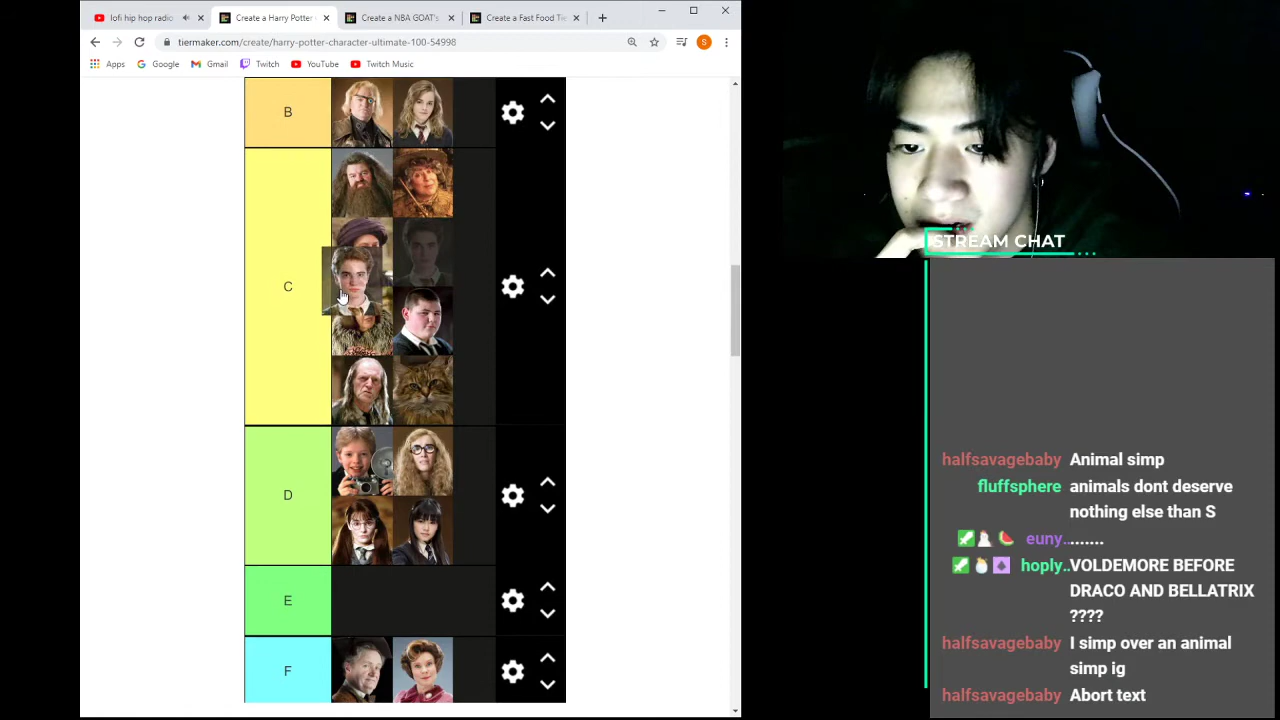 lofi hip hop radio
Create a Harry Potter
Create a NBA GOAT's
Create a Fast Food Tie
tiermaker.com/create/harry-potter-character-ultimate-100-54998
S
Apps
Google
Gmail
Twitch
YouTube
Twitch Music
B
C
D
E
F
STREAM CHAT
halfsavagebaby Animal simp
fluffsphere animals dont deserve
nothing else than S
euny.. .......
hoply.. VOLDEMORE BEFORE
DRACO AND BELLATRIX
????
halfsavagebaby I simp over an animal
simp ig
halfsavagebaby Abort text